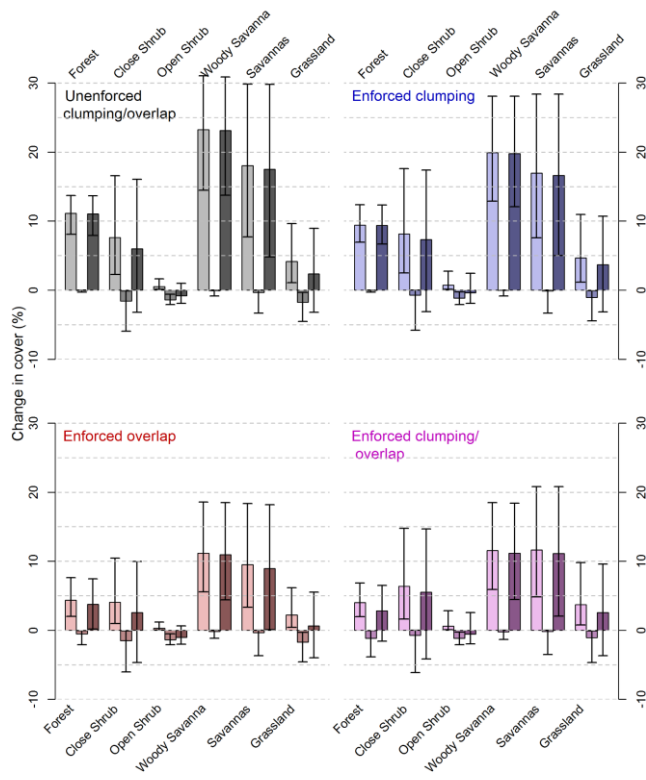 Forest
Close Shrub
Open Shrub
Woody Savanna
Savannas
Grassland
Forest
Close Shrub
Open Shrub
Woody Savanna
Savannas
Grassland
Unenforced
clumping/overlap
Enforced clumping
30
20
10
0
-10
30
20
10
0
-10
Change in cover (%)
Enforced overlap
Enforced clumping/
overlap
30
20
10
0
-10
30
20
10
0
-10
Forest
Close Shrub
Open Shrub
Woody Savanna
Savannas
Grassland
Forest
Close Shrub
Open Shrub
Woody Savanna
Savannas
Grassland